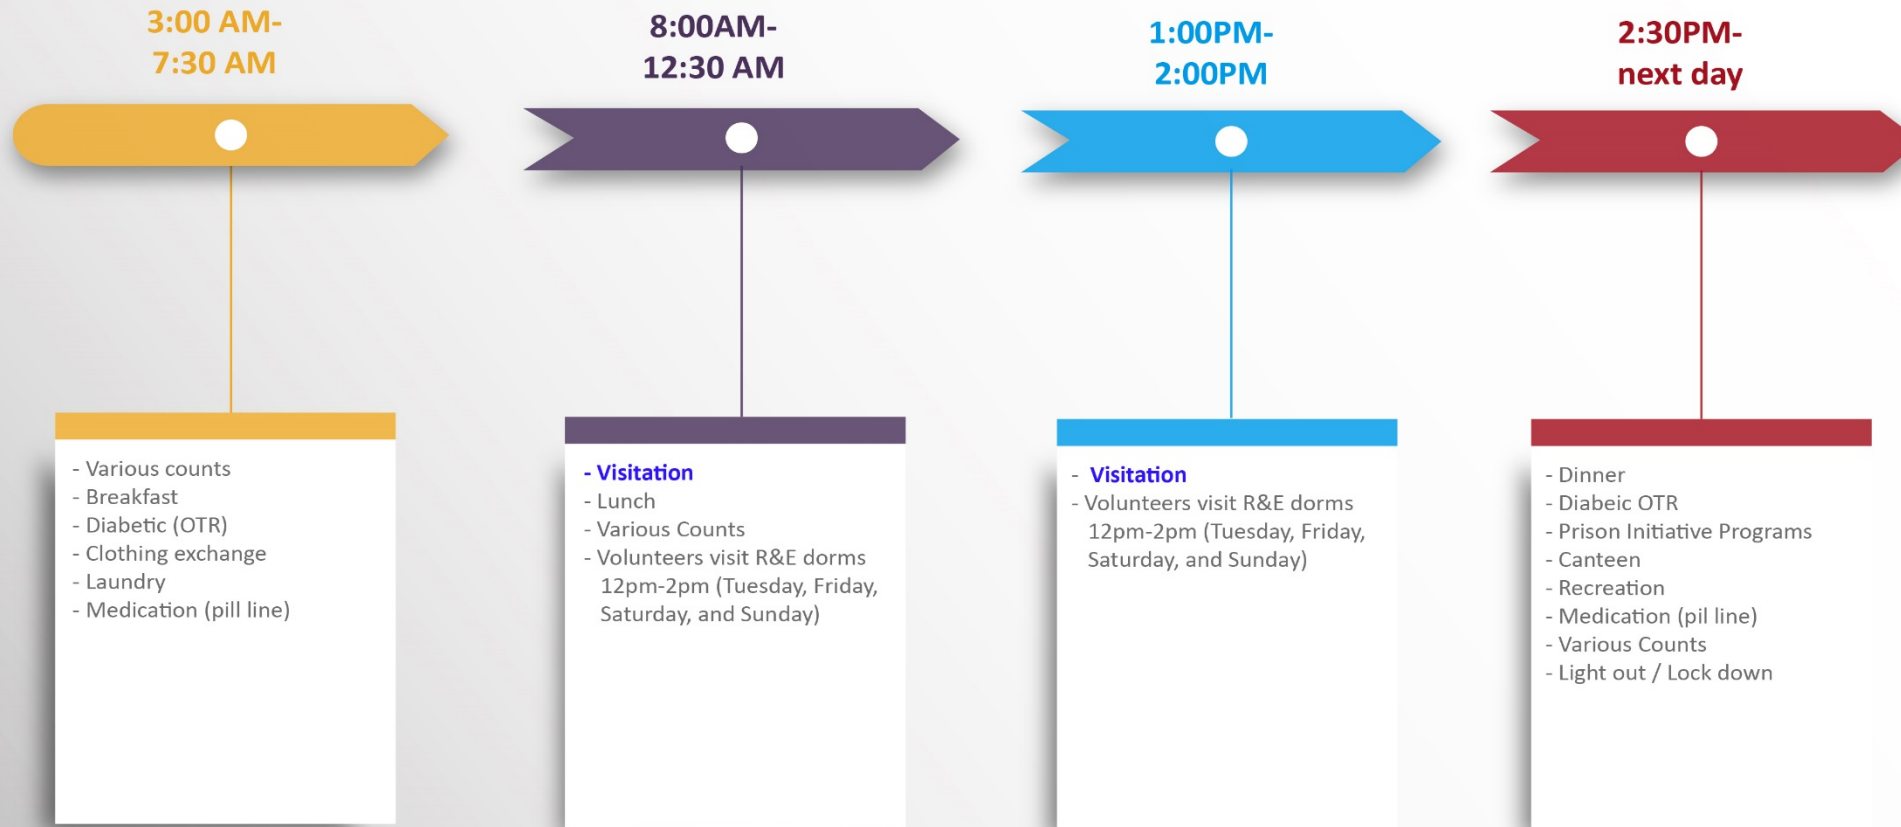 3:00 AM-
7:30 AM
8:00AM-
12:30 AM
1:00PM-
2:00PM
2:30PM-
next day
- Various counts
- Breakfast
- Diabetic (OTR)
- Clothing exchange
- Laundry
- Medication (pill line)
- Visitation
- Lunch
- Various Counts
- Volunteers visit R&E dorms
12pm-2pm (Tuesday, Friday,
Saturday, and Sunday)
- Visitation
- Volunteers visit R&E dorms
12pm-2pm (Tuesday, Friday,
Saturday, and Sunday)
- Dinner
- Diabeic OTR
- Prison Initiative Programs
- Canteen
- Recreation
- Medication (pil line)
- Various Counts
- Light out / Lock down